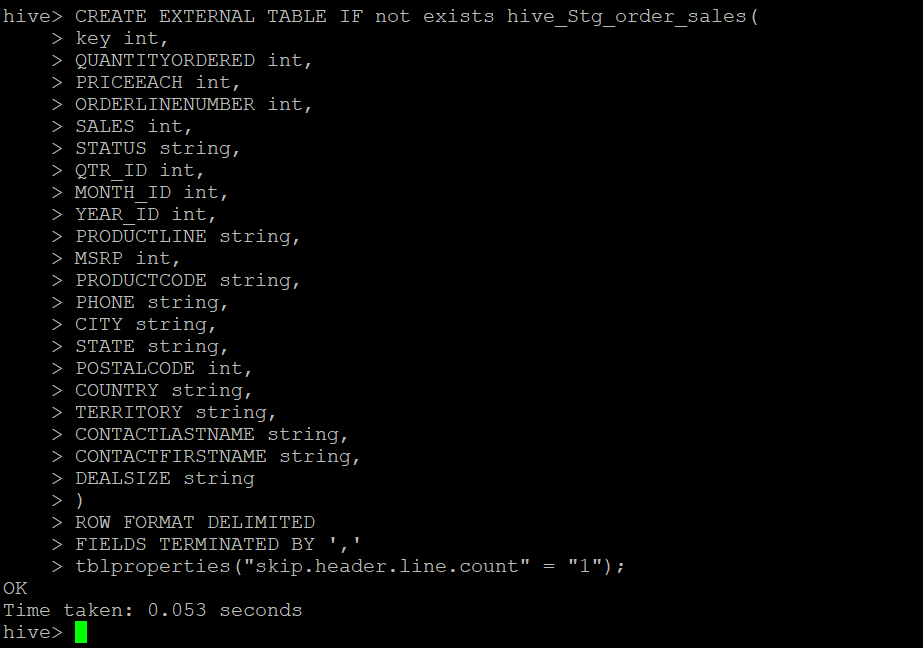 hive> CREATE EXTERNAL TABLE IF not exists hive_Stg_order_sales(
    > key int,
    > QUANTITYORDERED int,
    > PRICEEACH int,
    > ORDERLINENUMBER int,
    > SALES int,
    > STATUS string,
    > QTR_ID int,
    > MONTH_ID int,
    > YEAR_ID int,
    > PRODUCTLINE string,
    > MSRP int,
    > PRODUCTCODE string,
    > PHONE string,
    > CITY string,
    > STATE string,
    > POSTALCODE int,
    > COUNTRY string,
    > TERRITORY string,
    > CONTACTLASTNAME string,
    > CONTACTFIRSTNAME string,
    > DEALSIZE string
    > )
    > ROW FORMAT DELIMITED
    > FIELDS TERMINATED BY ','
    > tblproperties("skip.header.line.count" = "1");
OK
Time taken: 0.053 seconds
hive>